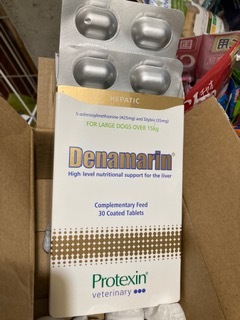 HEPATIC
S-adenosylmethionine (425mg) and Silybin (35mg)
FOR LARGE DOGS OVER 15kg
Denamarin®
High level nutritional support for the liver
Complementary Feed
30 Coated Tablets
Protexin®
veterinary